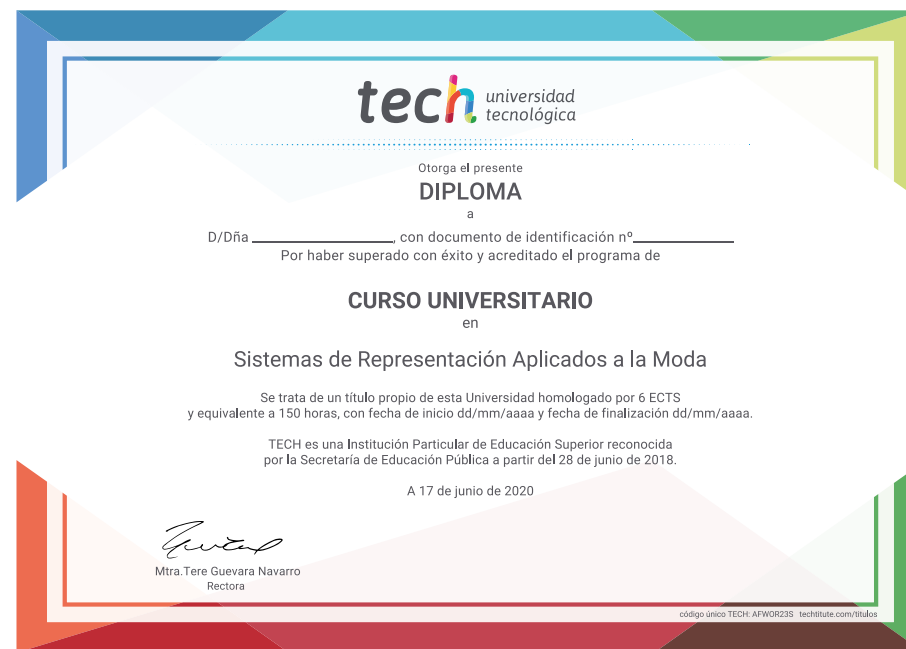 tech universidad
tecnológica
Otorga el presente
DIPLOMA
a
D/Dña ____________________, con documento de identificación nº______________
Por haber superado con éxito y acreditado el programa de
CURSO UNIVERSITARIO
en
Sistemas de Representación Aplicados a la Moda
Se trata de un título propio de esta Universidad homologado por 6 ECTS
y equivalente a 150 horas, con fecha de inicio dd/mm/aaaa y fecha de finalización dd/mm/aaaa.
TECH es una Institución Particular de Educación Superior reconocida
por la Secretaría de Educación Pública a partir del 28 de junio de 2018.
A 17 de junio de 2020
Mtra.Tere Guevara Navarro
Rectora
código único TECH: AFWOR23S techtitute.com/titulos